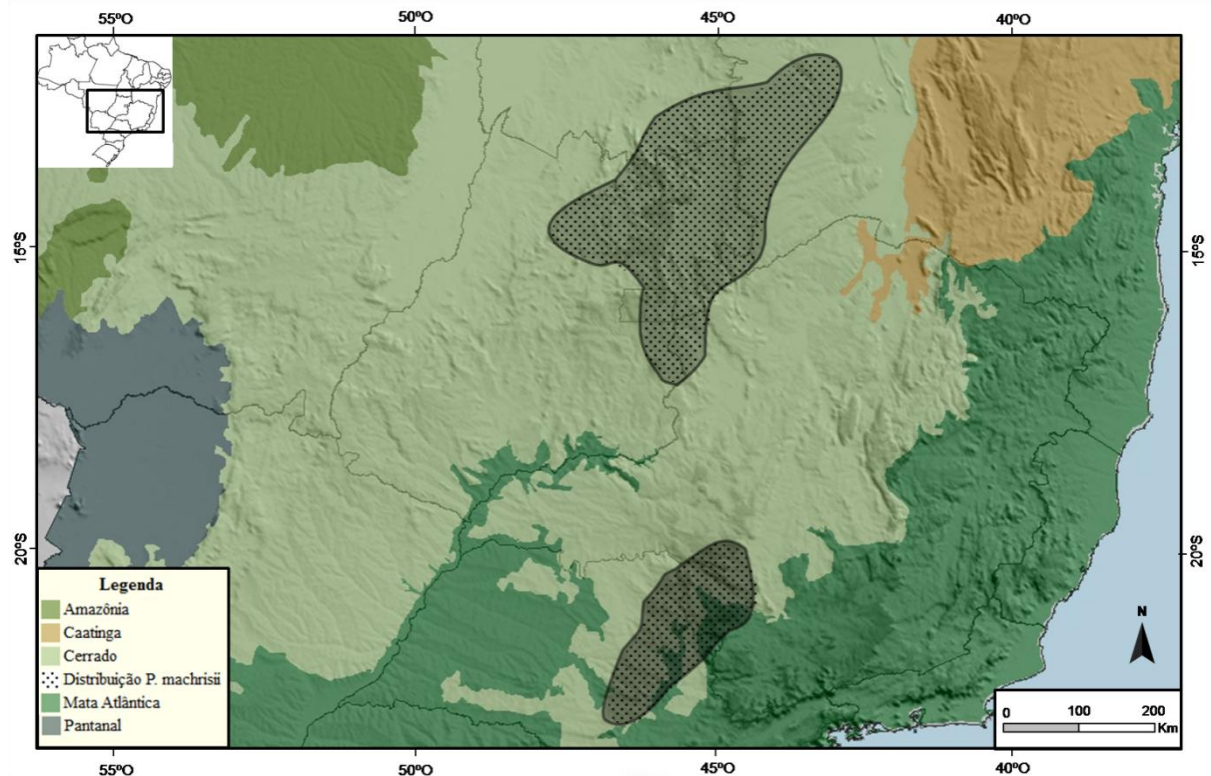 55ºO 50ºO 45ºO 40ºO
15ºS 15ºS
20ºS 20ºS
Legenda
Amazônia
Caatinga
Cerrado
Distribuição P. machrisii
Mata Atlântica
Pantanal
N
0 100 200
Km
55ºO 50ºO 45ºO 40ºO